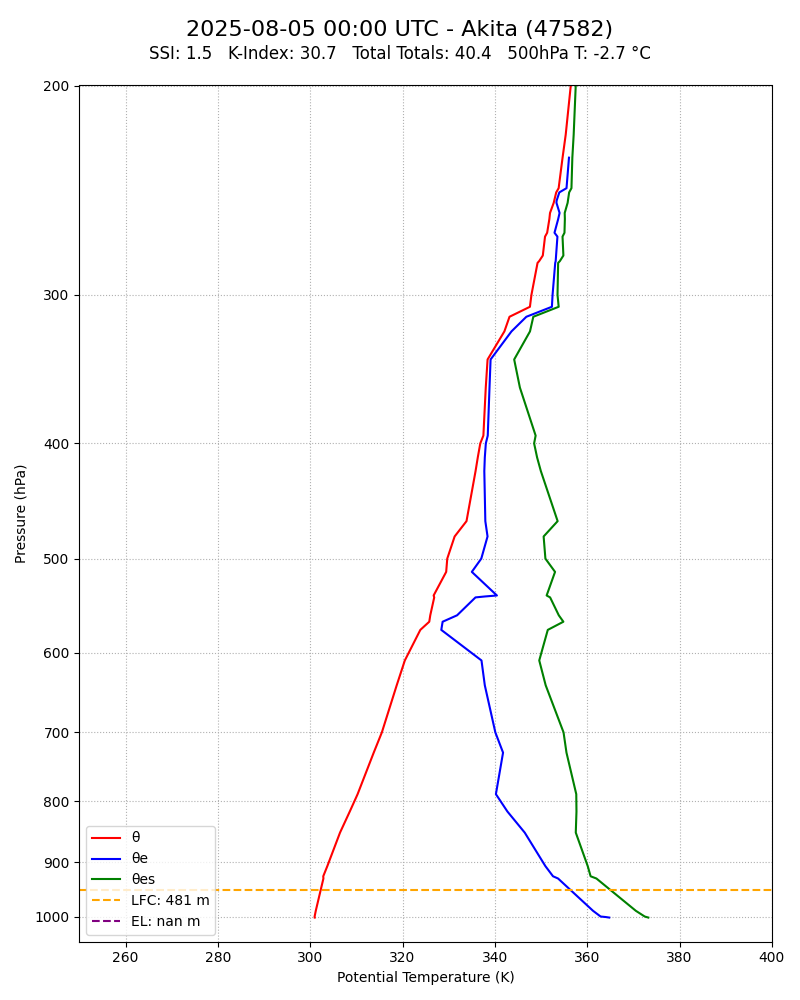 2025-08-05 00:00 UTC - Akita (47582)
SSI: 1.5   K-Index: 30.7   Total Totals: 40.4   500hPa T: -2.7 °C
200
300
400
500
600
700
800
900
1000
Pressure (hPa)
θ
θe
θes
LFC: 481 m
EL: nan m
260
280
300
320
340
360
380
400
Potential Temperature (K)